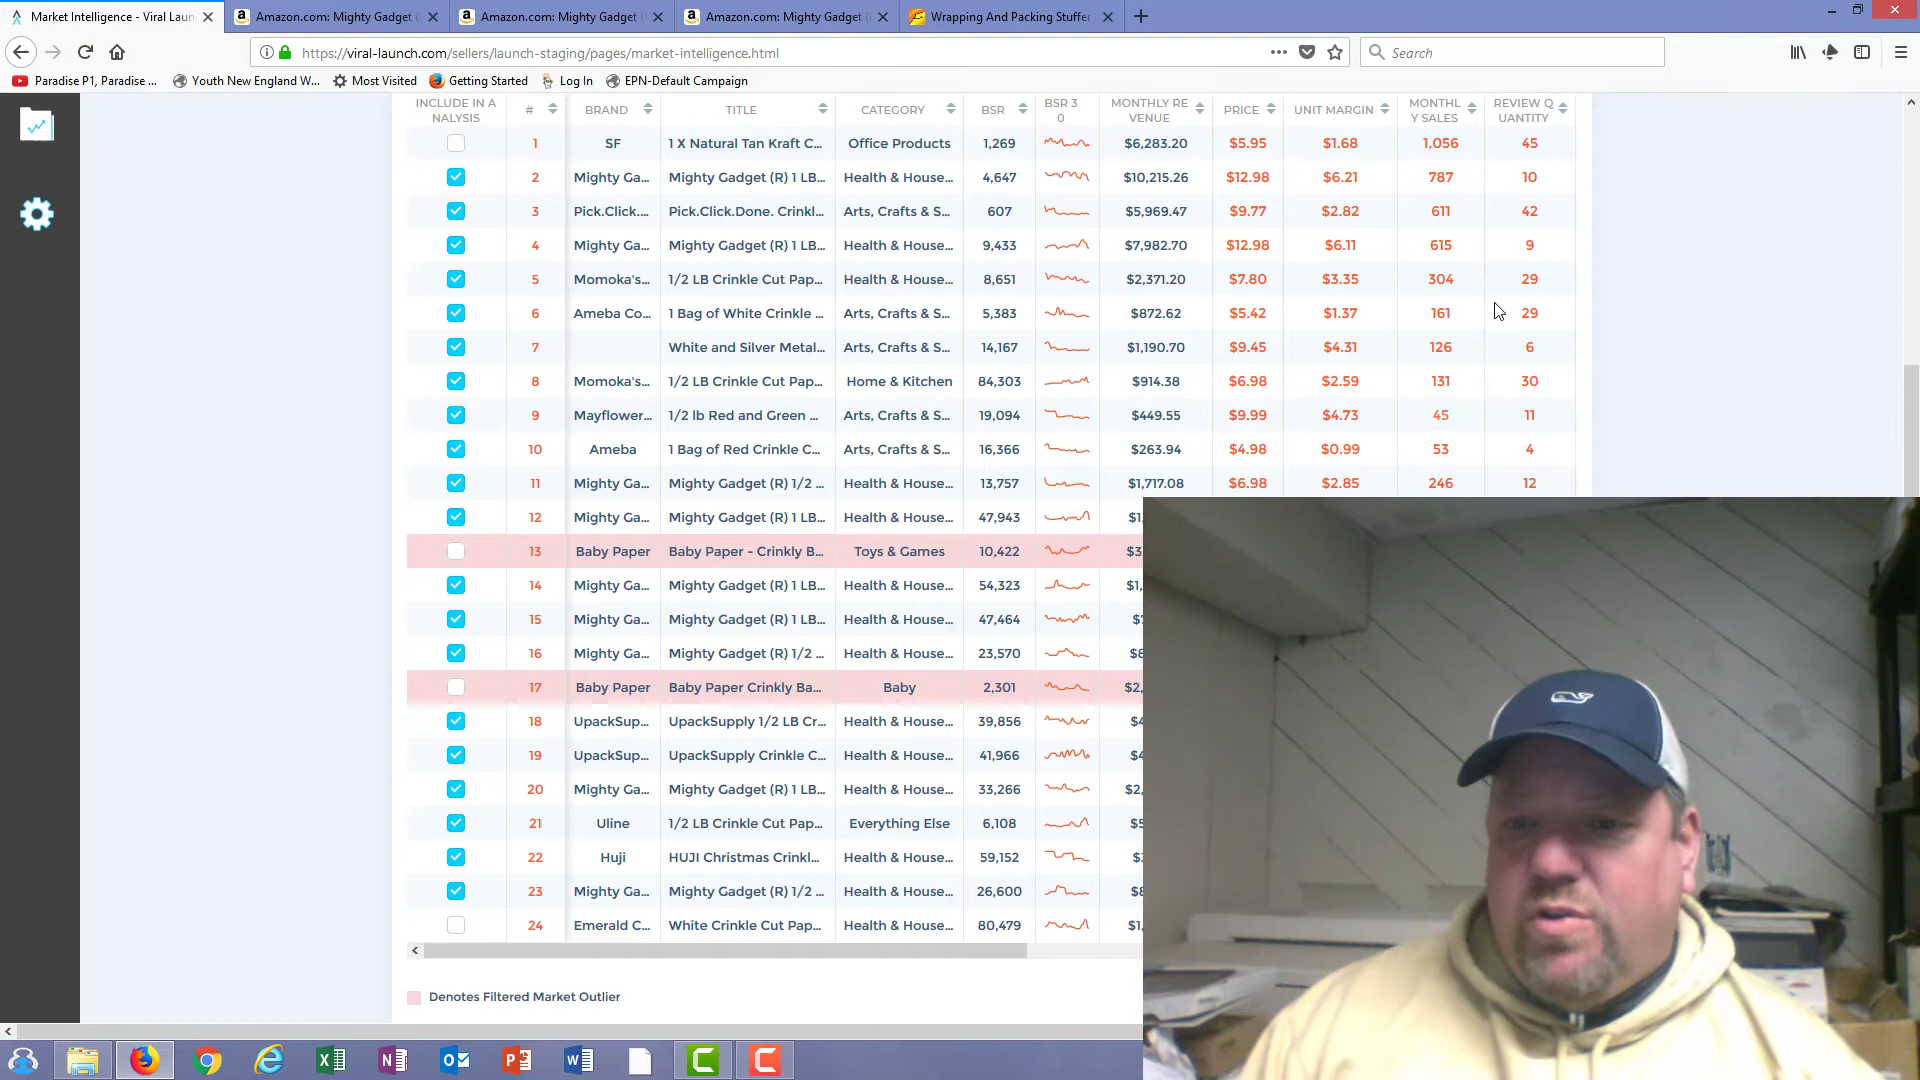 Market Intelligence - Viral Laun
Amazon.com: Mighty Gadget (
Amazon.com: Mighty Gadget (
Amazon.com: Mighty Gadget (
Wrapping And Packing Stuffer
https://viral-launch.com/sellers/launch-staging/pages/market-intelligence.html
Search
Paradise P1, Paradise ...
Youth New England W...
Most Visited
Getting Started
Log In
EPN-Default Campaign
INCLUDE IN A NALYSIS # BRAND TITLE CATEGORY BSR BSR 3 0 MONTHLY RE VENUE PRICE UNIT MARGIN MONTHL Y SALES REVIEW Q UANTITY
1 SF 1 X Natural Tan Kraft C... Office Products 1,269 $6,283.20 $5.95 $1.68 1,056 45
2 Mighty Ga... Mighty Gadget (R) 1 LB... Health & House... 4,647 $10,215.26 $12.98 $6.21 787 10
3 Pick.Click.... Pick.Click.Done. Crinkl... Arts, Crafts & S... 607 $5,969.47 $9.77 $2.82 611 42
4 Mighty Ga... Mighty Gadget (R) 1 LB... Health & House... 9,433 $7,982.70 $12.98 $6.11 615 9
5 Momoka's... 1/2 LB Crinkle Cut Pap... Health & House... 8,651 $2,371.20 $7.80 $3.35 304 29
6 Ameba Co... 1 Bag of White Crinkle ... Arts, Crafts & S... 5,383 $872.62 $5.42 $1.37 161 29
7 White and Silver Metal... Arts, Crafts & S... 14,167 $1,190.70 $9.45 $4.31 126 6
8 Momoka's... 1/2 LB Crinkle Cut Pap... Home & Kitchen 84,303 $914.38 $6.98 $2.59 131 30
9 Mayflower... 1/2 lb Red and Green ... Arts, Crafts & S... 19,094 $449.55 $9.99 $4.73 45 11
10 Ameba 1 Bag of Red Crinkle C... Arts, Crafts & S... 16,366 $263.94 $4.98 $0.99 53 4
11 Mighty Ga... Mighty Gadget (R) 1/2 ... Health & House... 13,757 $1,717.08 $6.98 $2.85 246 12
12 Mighty Ga... Mighty Gadget (R) 1 LB... Health & House... 47,943 $1,
13 Baby Paper Baby Paper - Crinkly B... Toys & Games 10,422 $3
14 Mighty Ga... Mighty Gadget (R) 1 LB... Health & House... 54,323 $1,
15 Mighty Ga... Mighty Gadget (R) 1 LB... Health & House... 47,464
16 Mighty Ga... Mighty Gadget (R) 1/2 ... Health & House... 23,570
17 Baby Paper Baby Paper Crinkly Ba... Baby 2,301 $2,
18 UpackSup... UpackSupply 1/2 LB Cr... Health & House... 39,856
19 UpackSup... UpackSupply Crinkle C... Health & House... 41,966
20 Mighty Ga... Mighty Gadget (R) 1 LB... Health & House... 33,266 $2,
21 Uline 1/2 LB Crinkle Cut Pap... Everything Else 6,108
22 Huji HUJI Christmas Crinkl... Health & House... 59,152
23 Mighty Ga... Mighty Gadget (R) 1/2 ... Health & House... 26,600
24 Emerald C... White Crinkle Cut Pap... Health & House... 80,479 $1,
Denotes Filtered Market Outlier